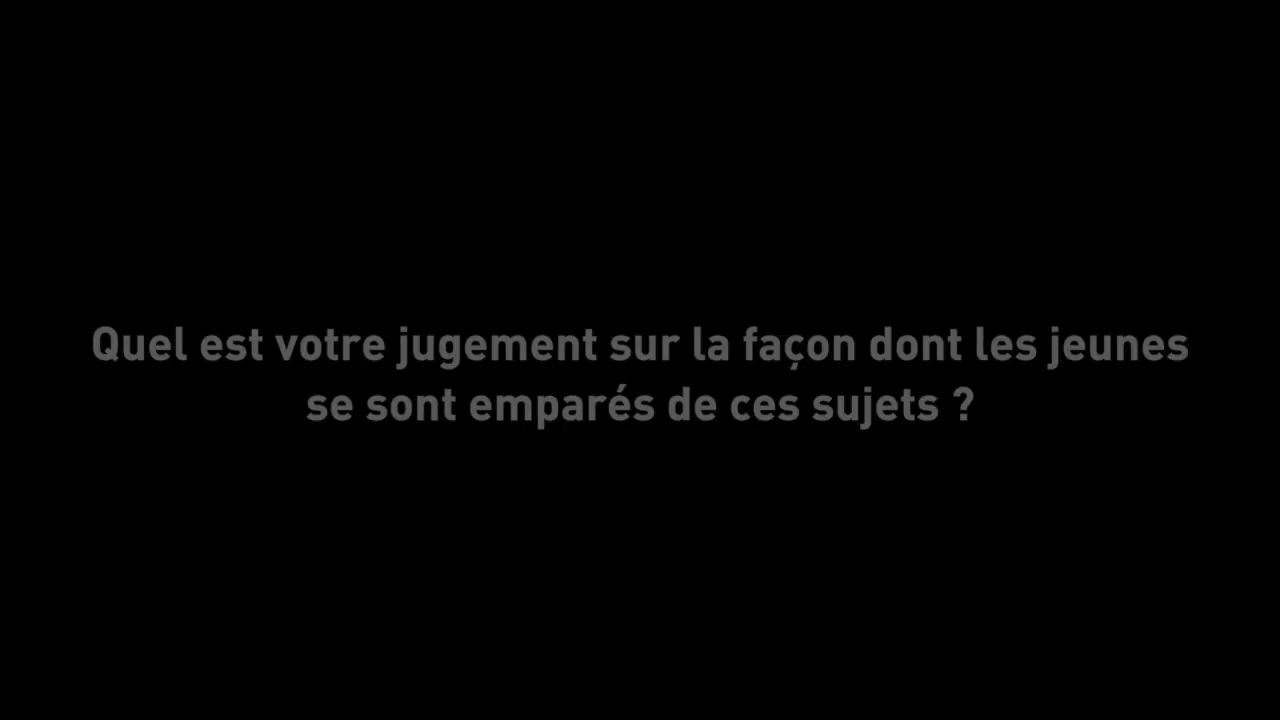 Quel est votre jugement sur la façon dont les jeunes
se sont emparés de ces sujets ?